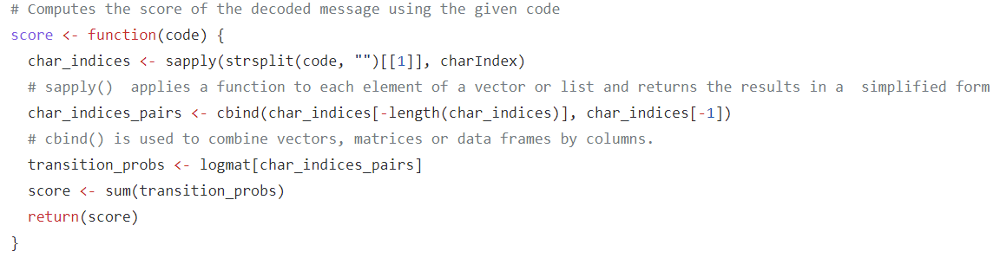 # Computes the score of the decoded message using the given code
score <- function(code) {
  char_indices <- sapply(strsplit(code, "")[[1]], charIndex)
  # sapply()  applies a function to each element of a vector or list and returns the results in a  simplified form
  char_indices_pairs <- cbind(char_indices[-length(char_indices)], char_indices[-1])
  # cbind() is used to combine vectors, matrices or data frames by columns.
  transition_probs <- logmat[char_indices_pairs]
  score <- sum(transition_probs)
  return(score)
}